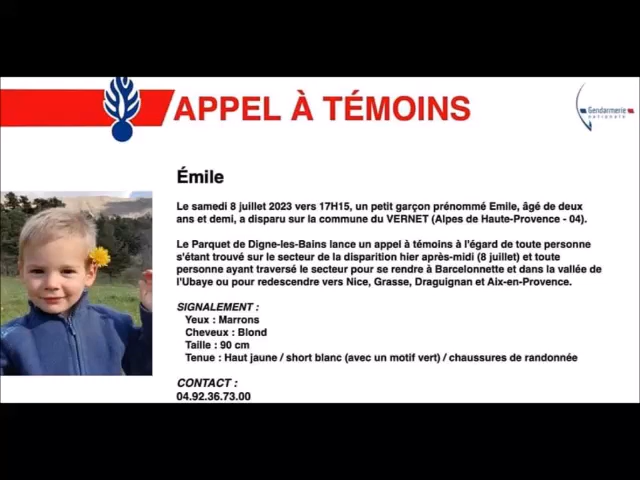 APPEL À TÉMOINS
Gendarmerie
nationale
Émile
Le samedi 8 juillet 2023 vers 17H15, un petit garçon prénommé Emile, âgé de deux
ans et demi, a disparu sur la commune du VERNET (Alpes de Haute-Provence - 04).
Le Parquet de Digne-les-Bains lance un appel à témoins à l'égard de toute personne
s'étant trouvé sur le secteur de la disparition hier après-midi (8 juillet) et toute
personne ayant traversé le secteur pour se rendre à Barcelonnette et dans la vallée de
l'Ubaye ou pour redescendre vers Nice, Grasse, Draguignan et Aix-en-Provence.
SIGNALEMENT :
Yeux : Marrons
Cheveux : Blond
Taille : 90 cm
Tenue : Haut jaune / short blanc (avec un motif vert) / chaussures de randonnée
CONTACT :
04.92.36.73.00